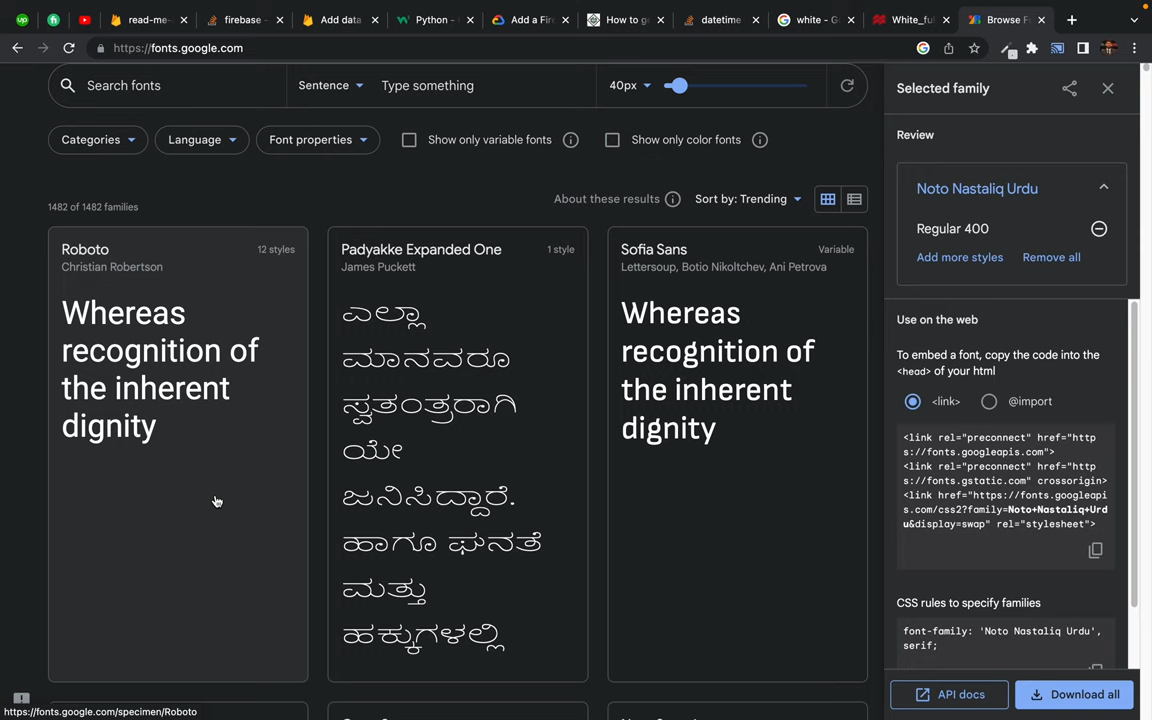 read-me-
firebase -
Add data
Python -
Add a Fire
How to ge
datetime
white - G
White_ful
Browse Fo
https://fonts.google.com
Search fonts
Sentence
Type something
40px
Categories
Language
Font properties
Show only variable fonts
Show only color fonts
1482 of 1482 families
About these results
Sort by: Trending
Roboto
12 styles
Christian Robertson
Whereas
recognition of
the inherent
dignity
Padyakke Expanded One
1 style
James Puckett
ಎಲ್ಲಾ
ಮಾನವರೂ
ಸ್ವತಂತ್ರರಾಗಿ
ಯೇ
ಜನಿಸಿದ್ದಾರೆ.
ಹಾಗೂ ಘನತೆ
ಮತ್ತು
ಹಕ್ಕುಗಳಲ್ಲಿ
Sofia Sans
Variable
Lettersoup, Botio Nikoltchev, Ani Petrova
Whereas
recognition of
the inherent
dignity
Selected family
Review
Noto Nastaliq Urdu
Regular 400
Add more styles
Remove all
Use on the web
To embed a font, copy the code into the
<head> of your html
<link>
@import
<link rel="preconnect" href="http
s://fonts.googleapis.com">
<link rel="preconnect" href="http
s://fonts.gstatic.com" crossorigin>
<link href="https://fonts.googleapi
s.com/css2?family=Noto+Nastaliq+Urd
u&display=swap" rel="stylesheet">
CSS rules to specify families
font-family: 'Noto Nastaliq Urdu',
serif;
API docs
Download all
https://fonts.google.com/specimen/Roboto